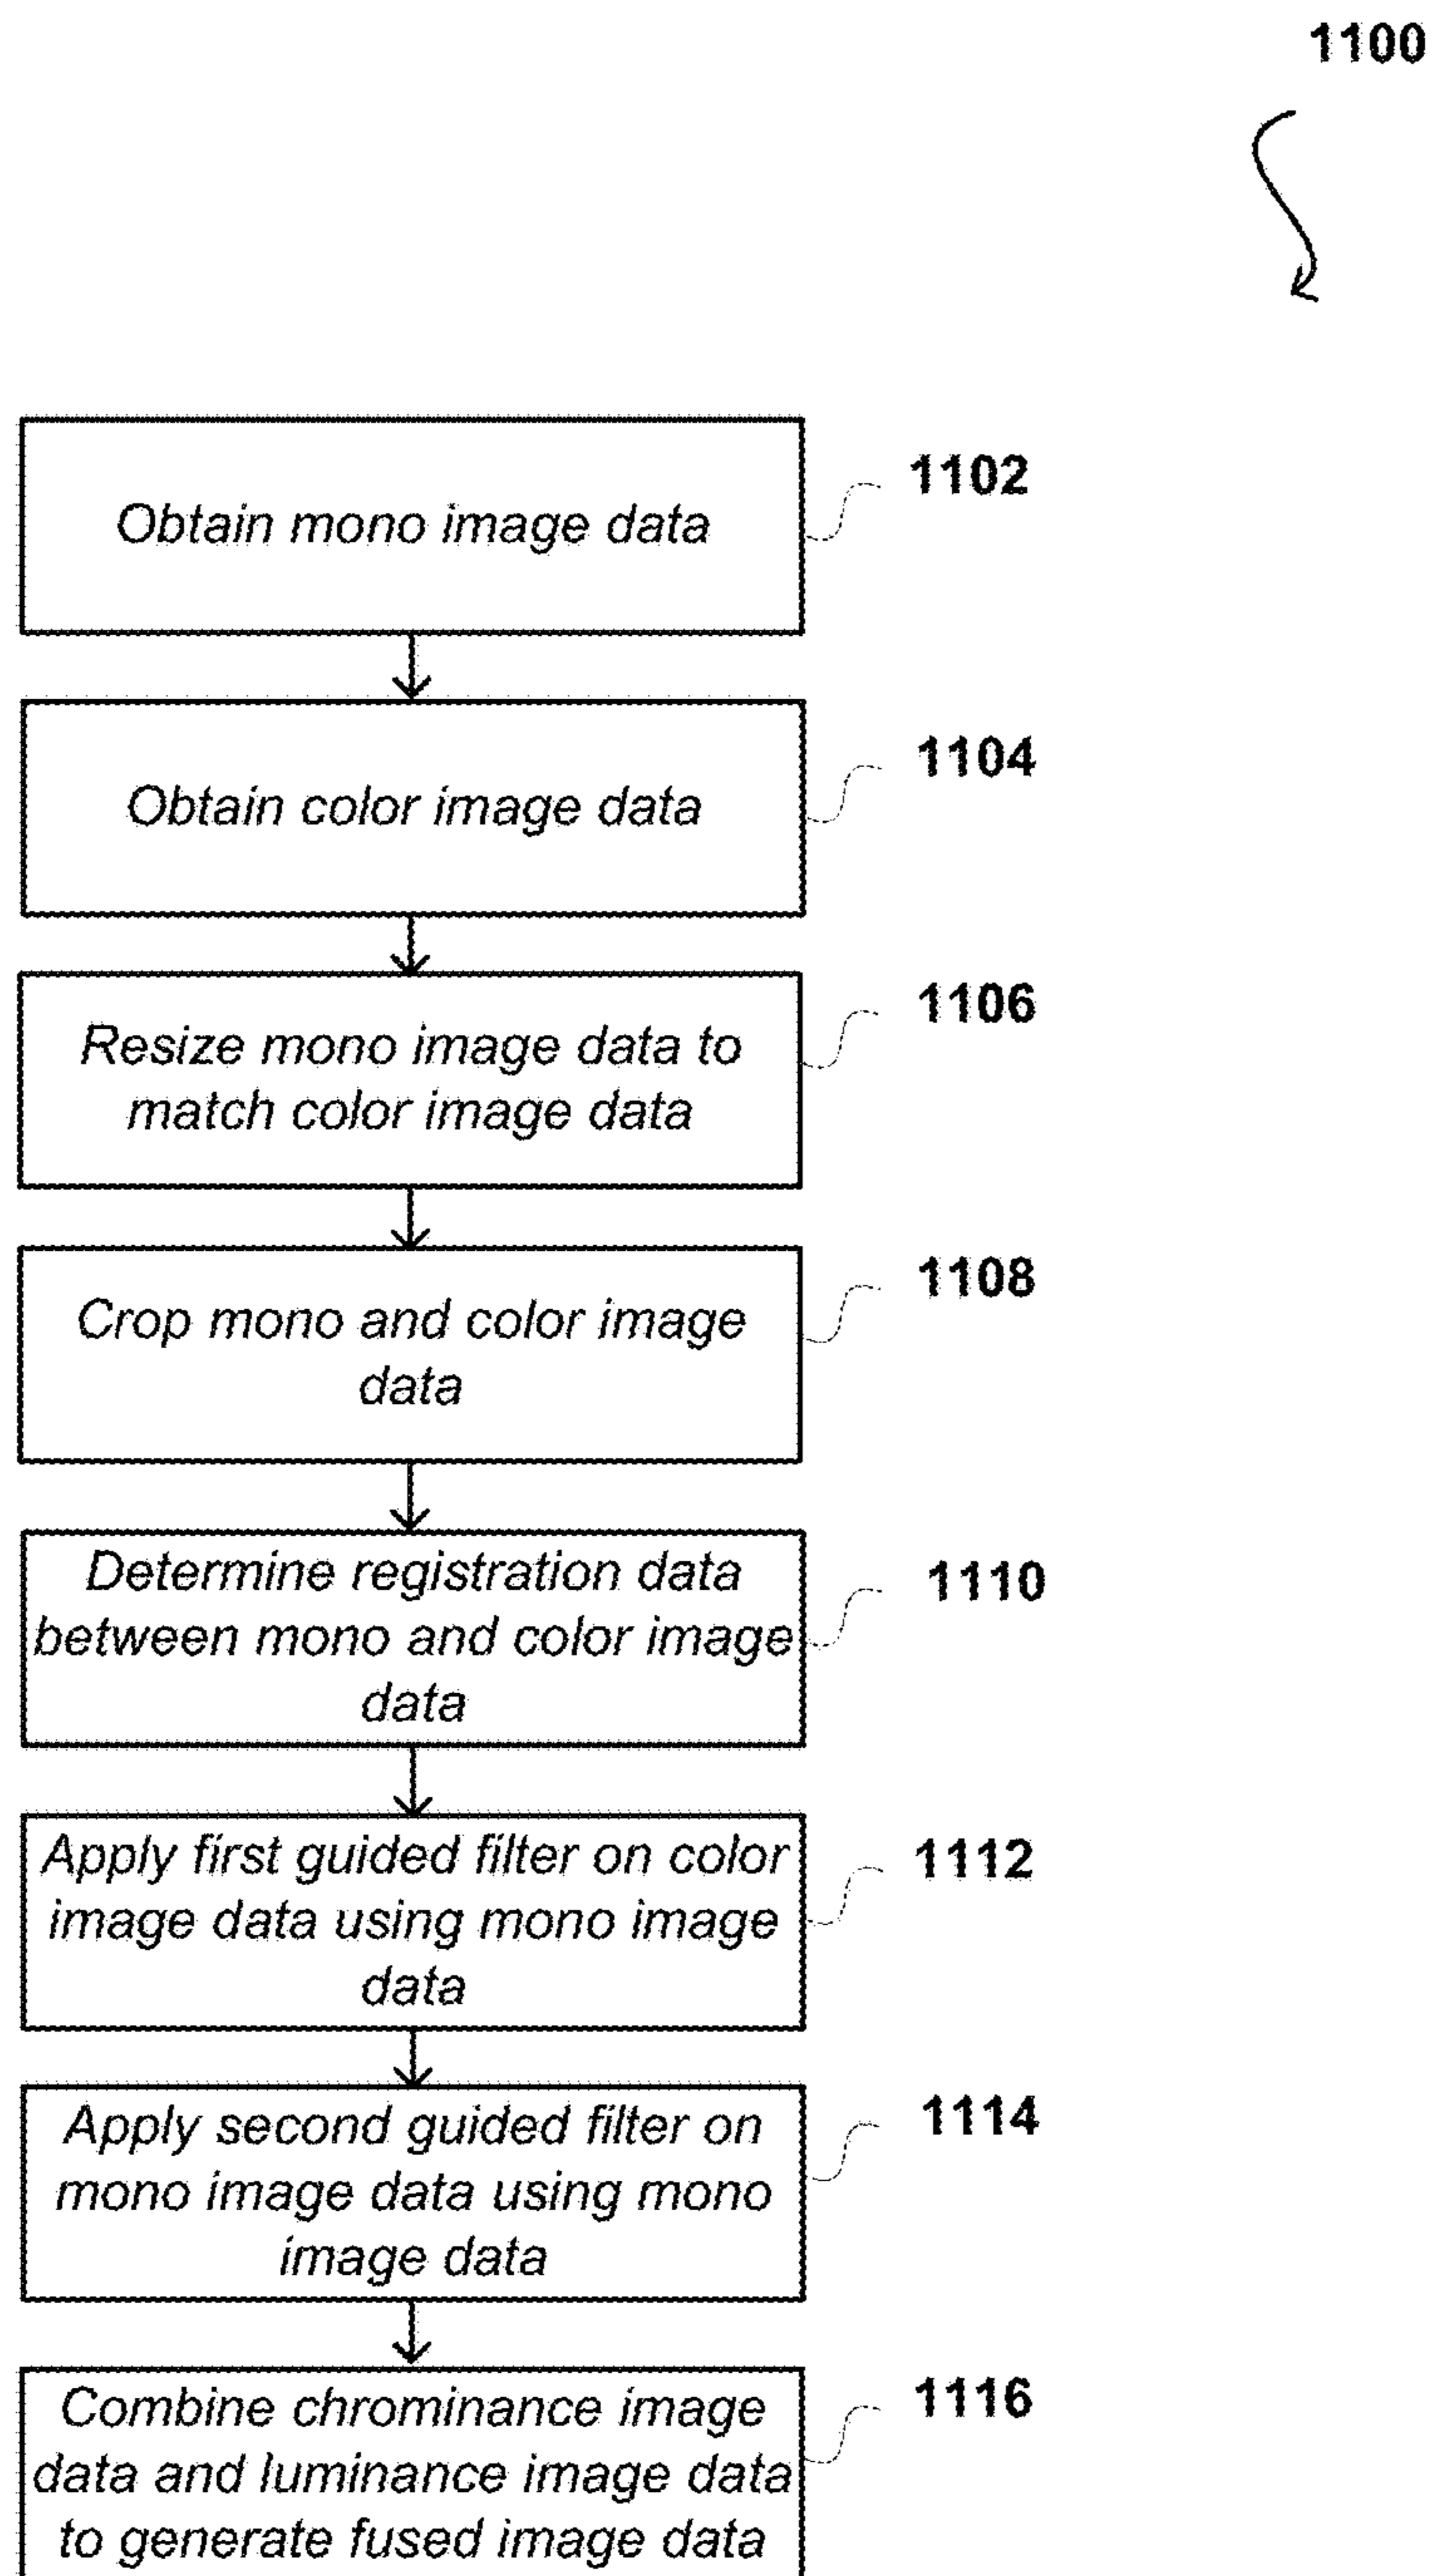 1100
Obtain mono image data
1102
Obtain color image data
1104
Resize mono image data to
match color image data
1106
Crop mono and color image
data
1108
Determine registration data
between mono and color image
data
1110
Apply first guided filter on color
image data using mono image
data
1112
Apply second guided filter on
mono image data using mono
image data
1114
Combine chrominance image
data and luminance image data
to generate fused image data
1116